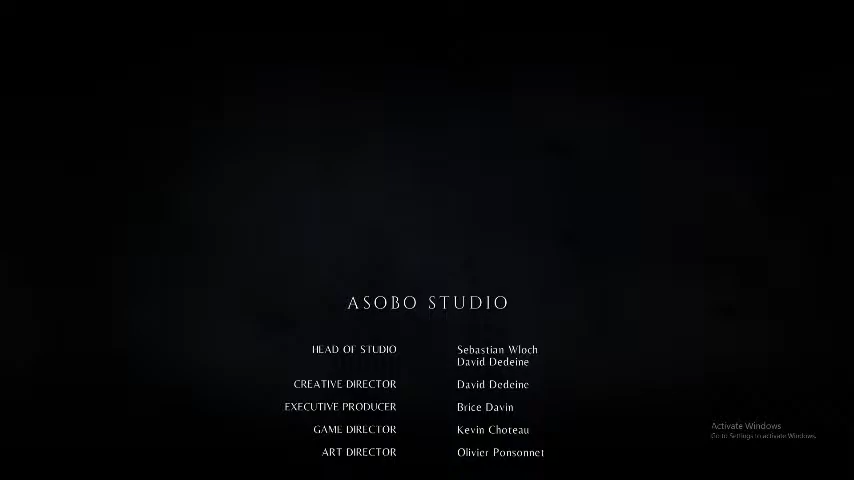 ASOBO STUDIO
HEAD OF STUDIO Sebastian Wloch
David Dedeine
CREATIVE DIRECTOR David Dedeine
EXECUTIVE PRODUCER Brice Davin
GAME DIRECTOR Kevin Choteau
ART DIRECTOR Olivier Ponsonnet
Activate Windows
Go to Settings to activate Windows.